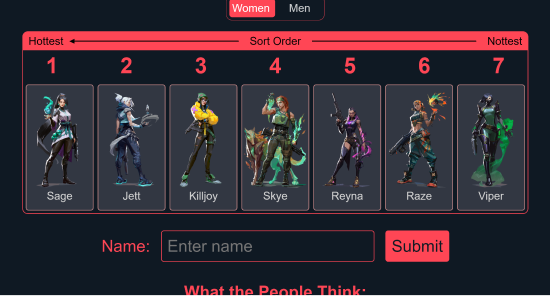 Women Men
Hottest Sort Order Nottest
1 2 3 4 5 6 7
Sage Jett Killjoy Skye Reyna Raze Viper
Name: Enter name Submit
What the People Think: